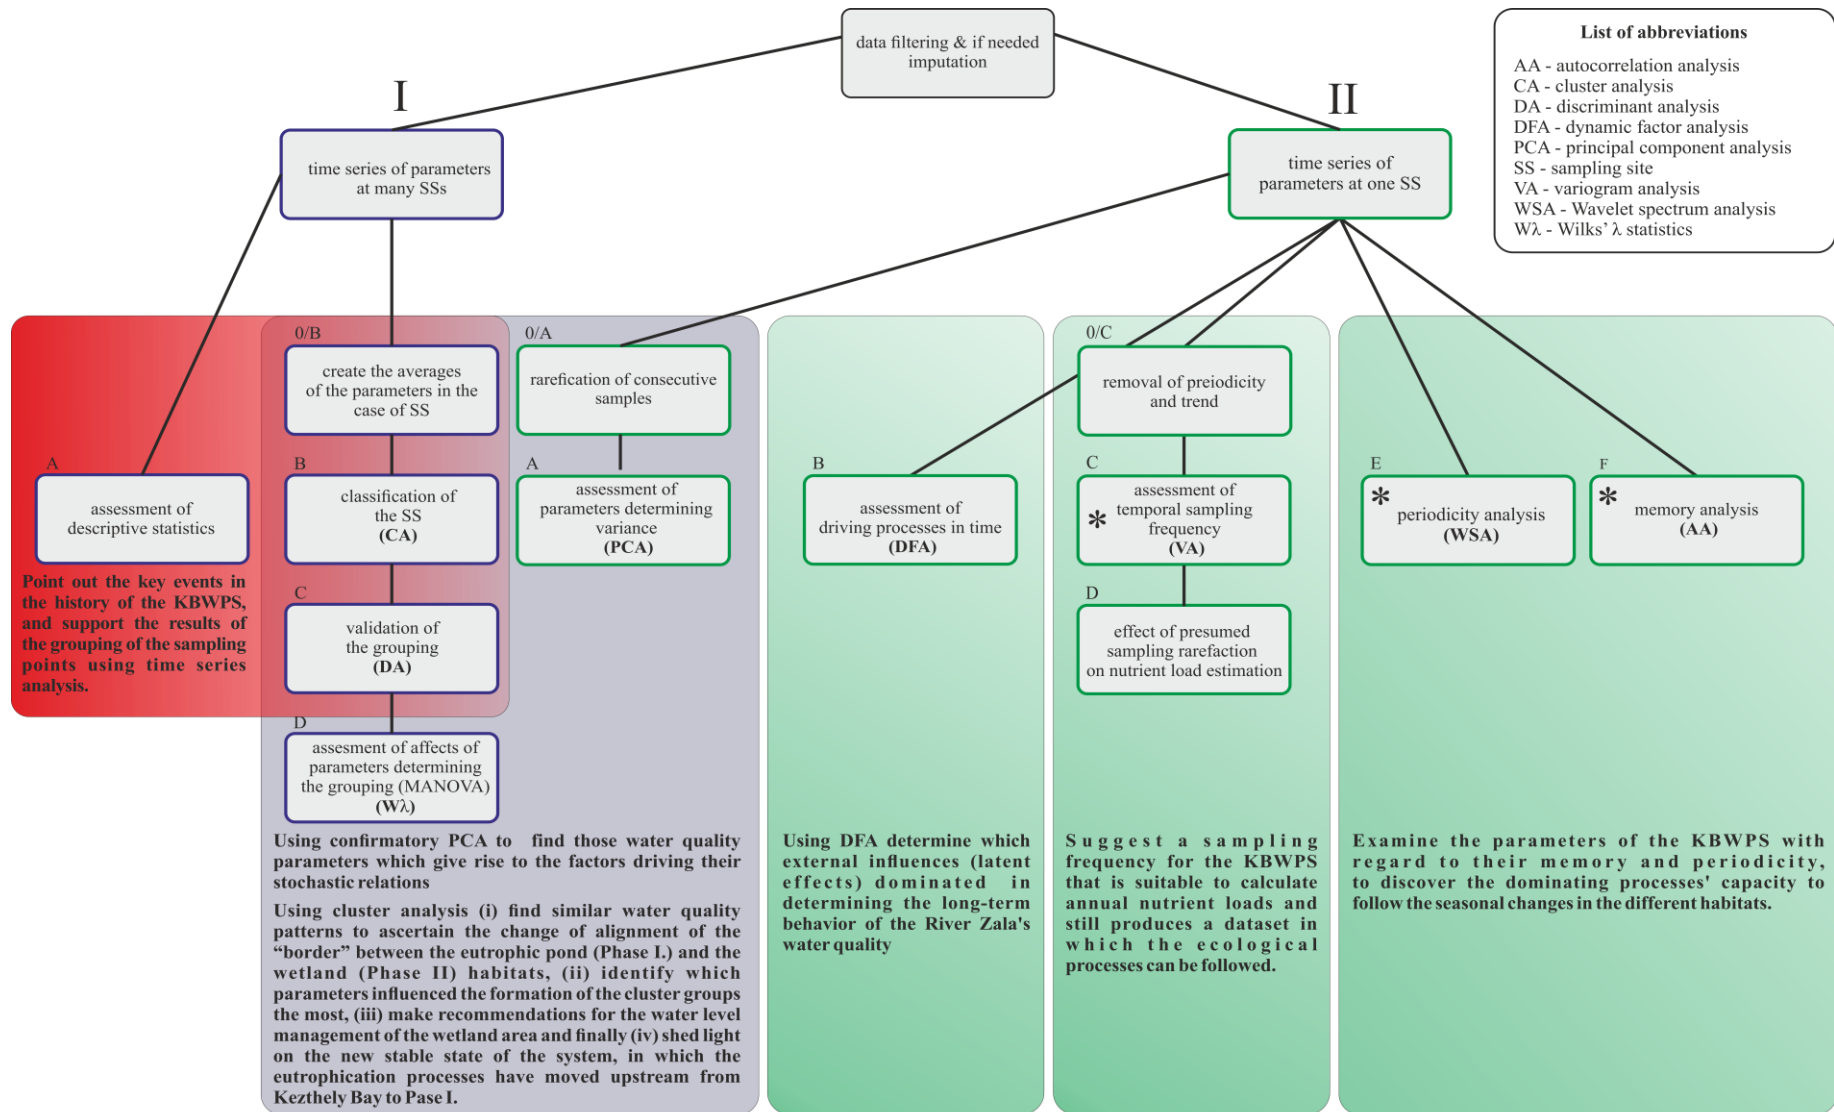 data filtering & if needed
imputation
List of abbreviations
AA - autocorrelation analysis
CA - cluster analysis
DA - discriminant analysis
DFA - dynamic factor analysis
PCA - principal component analysis
SS - sampling site
VA - variogram analysis
WSA - Wavelet spectrum analysis
Wλ - Wilks’ λ statistics
I
II
time series of parameters
at many SSs
time series of
parameters at one SS
0/B
create the averages
of the parameters in the
case of SS
0/A
rarefication of consecutive
samples
0/C
removal of preiodicity
and trend
A
assessment of
descriptive statistics
B
classification of
the SS
(CA)
A
assessment of
parameters determining
variance
(PCA)
B
assessment of
driving processes in time
(DFA)
C
*
assessment of
temporal sampling
frequency
(VA)
E
*
periodicity analysis
(WSA)
F
*
memory analysis
(AA)
Point out the key events in
the history of the KBWPS,
and support the results of
the grouping of the sampling
points using time series
analysis.
C
validation of
the grouping
(DA)
D
effect of presumed
sampling rarefaction
on nutrient load estimation
D
assesment of affects of
parameters determining
the grouping (MANOVA)
(Wλ)
Using confirmatory PCA to find those water quality
parameters which give rise to the factors driving their
stochastic relations
Using cluster analysis (i) find similar water quality
patterns to ascertain the change of alignment of the
“border” between the eutrophic pond (Phase I.) and the
wetland (Phase II) habitats, (ii) identify which
parameters influenced the formation of the cluster groups
the most, (iii) make recommendations for the water level
management of the wetland area and finally (iv) shed light
on the new stable state of the system, in which the
eutrophication processes have moved upstream from
Kezthely Bay to Pase I.
Using DFA determine which
external influences (latent
effects) dominated in
determining the long-term
behavior of the River Zala's
water quality
Suggest a sampling
frequency for the KBWPS
that is suitable to calculate
annual nutrient loads and
still produces a dataset in
which the ecological
processes can be followed.
Examine the parameters of the KBWPS with
regard to their memory and periodicity,
to discover the dominating processes' capacity to
follow the seasonal changes in the different habitats.